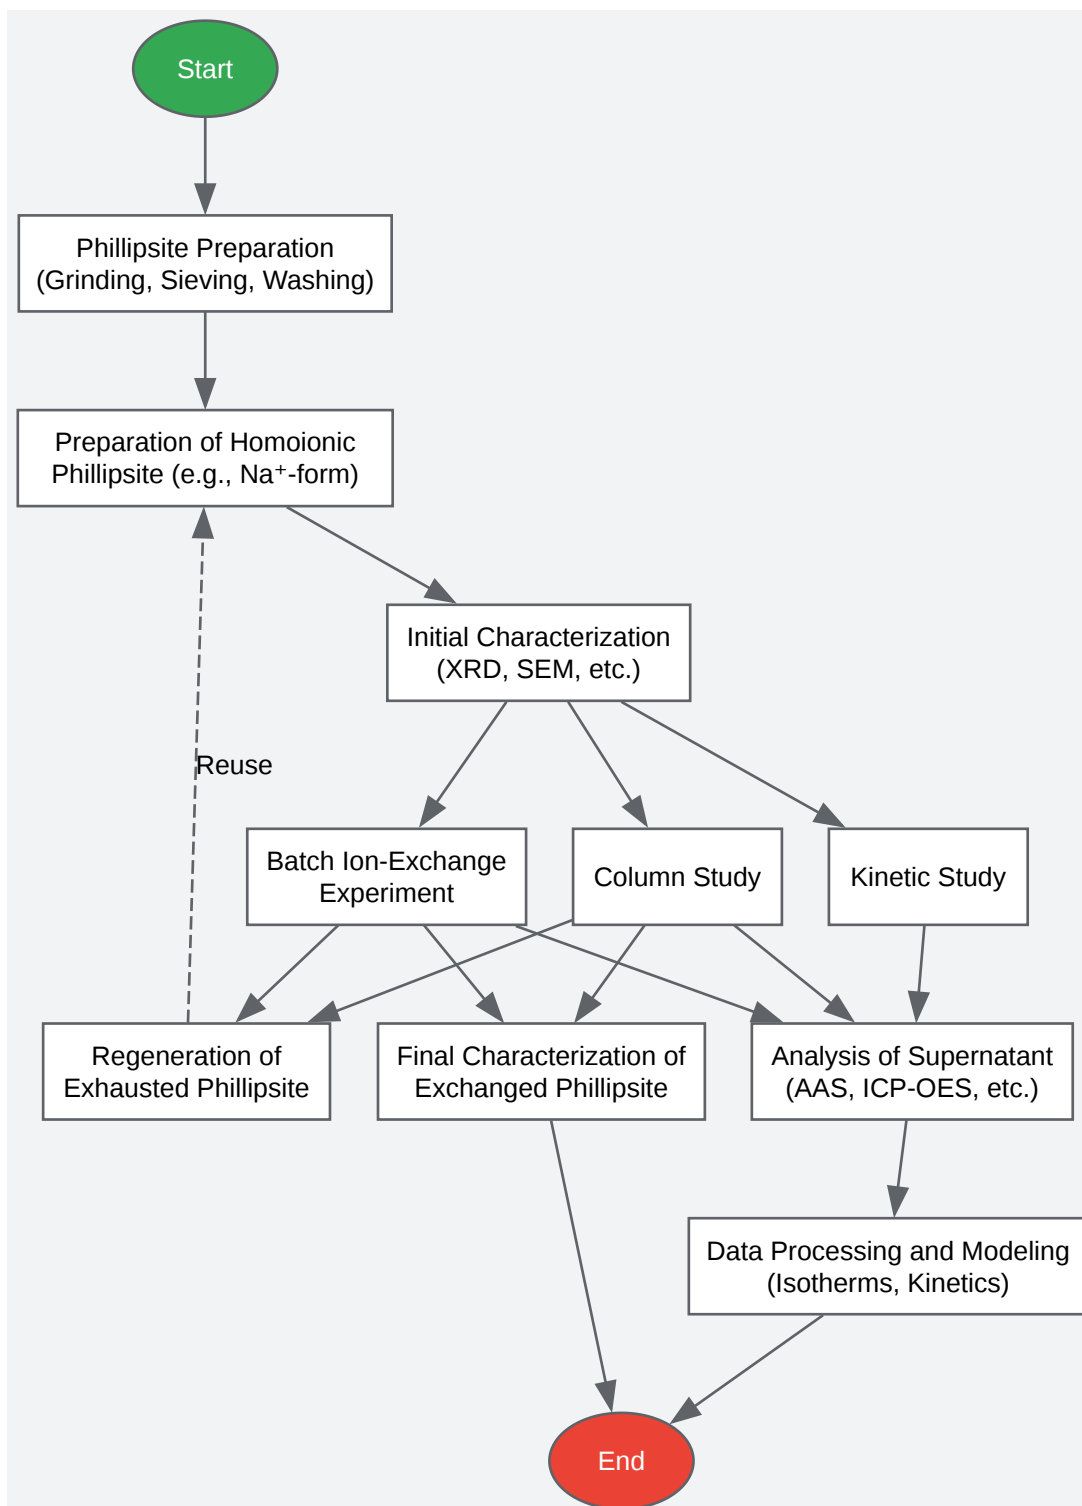 Start
Phillipsite Preparation
(Grinding, Sieving, Washing)
Preparation of Homoionic
Phillipsite (e.g., Na⁺-form)
Initial Characterization
(XRD, SEM, etc.)
Reuse
Batch Ion-Exchange
Experiment
Column Study
Kinetic Study
Regeneration of
Exhausted Phillipsite
Final Characterization of
Exchanged Phillipsite
Analysis of Supernatant
(AAS, ICP-OES, etc.)
Data Processing and Modeling
(Isotherms, Kinetics)
End